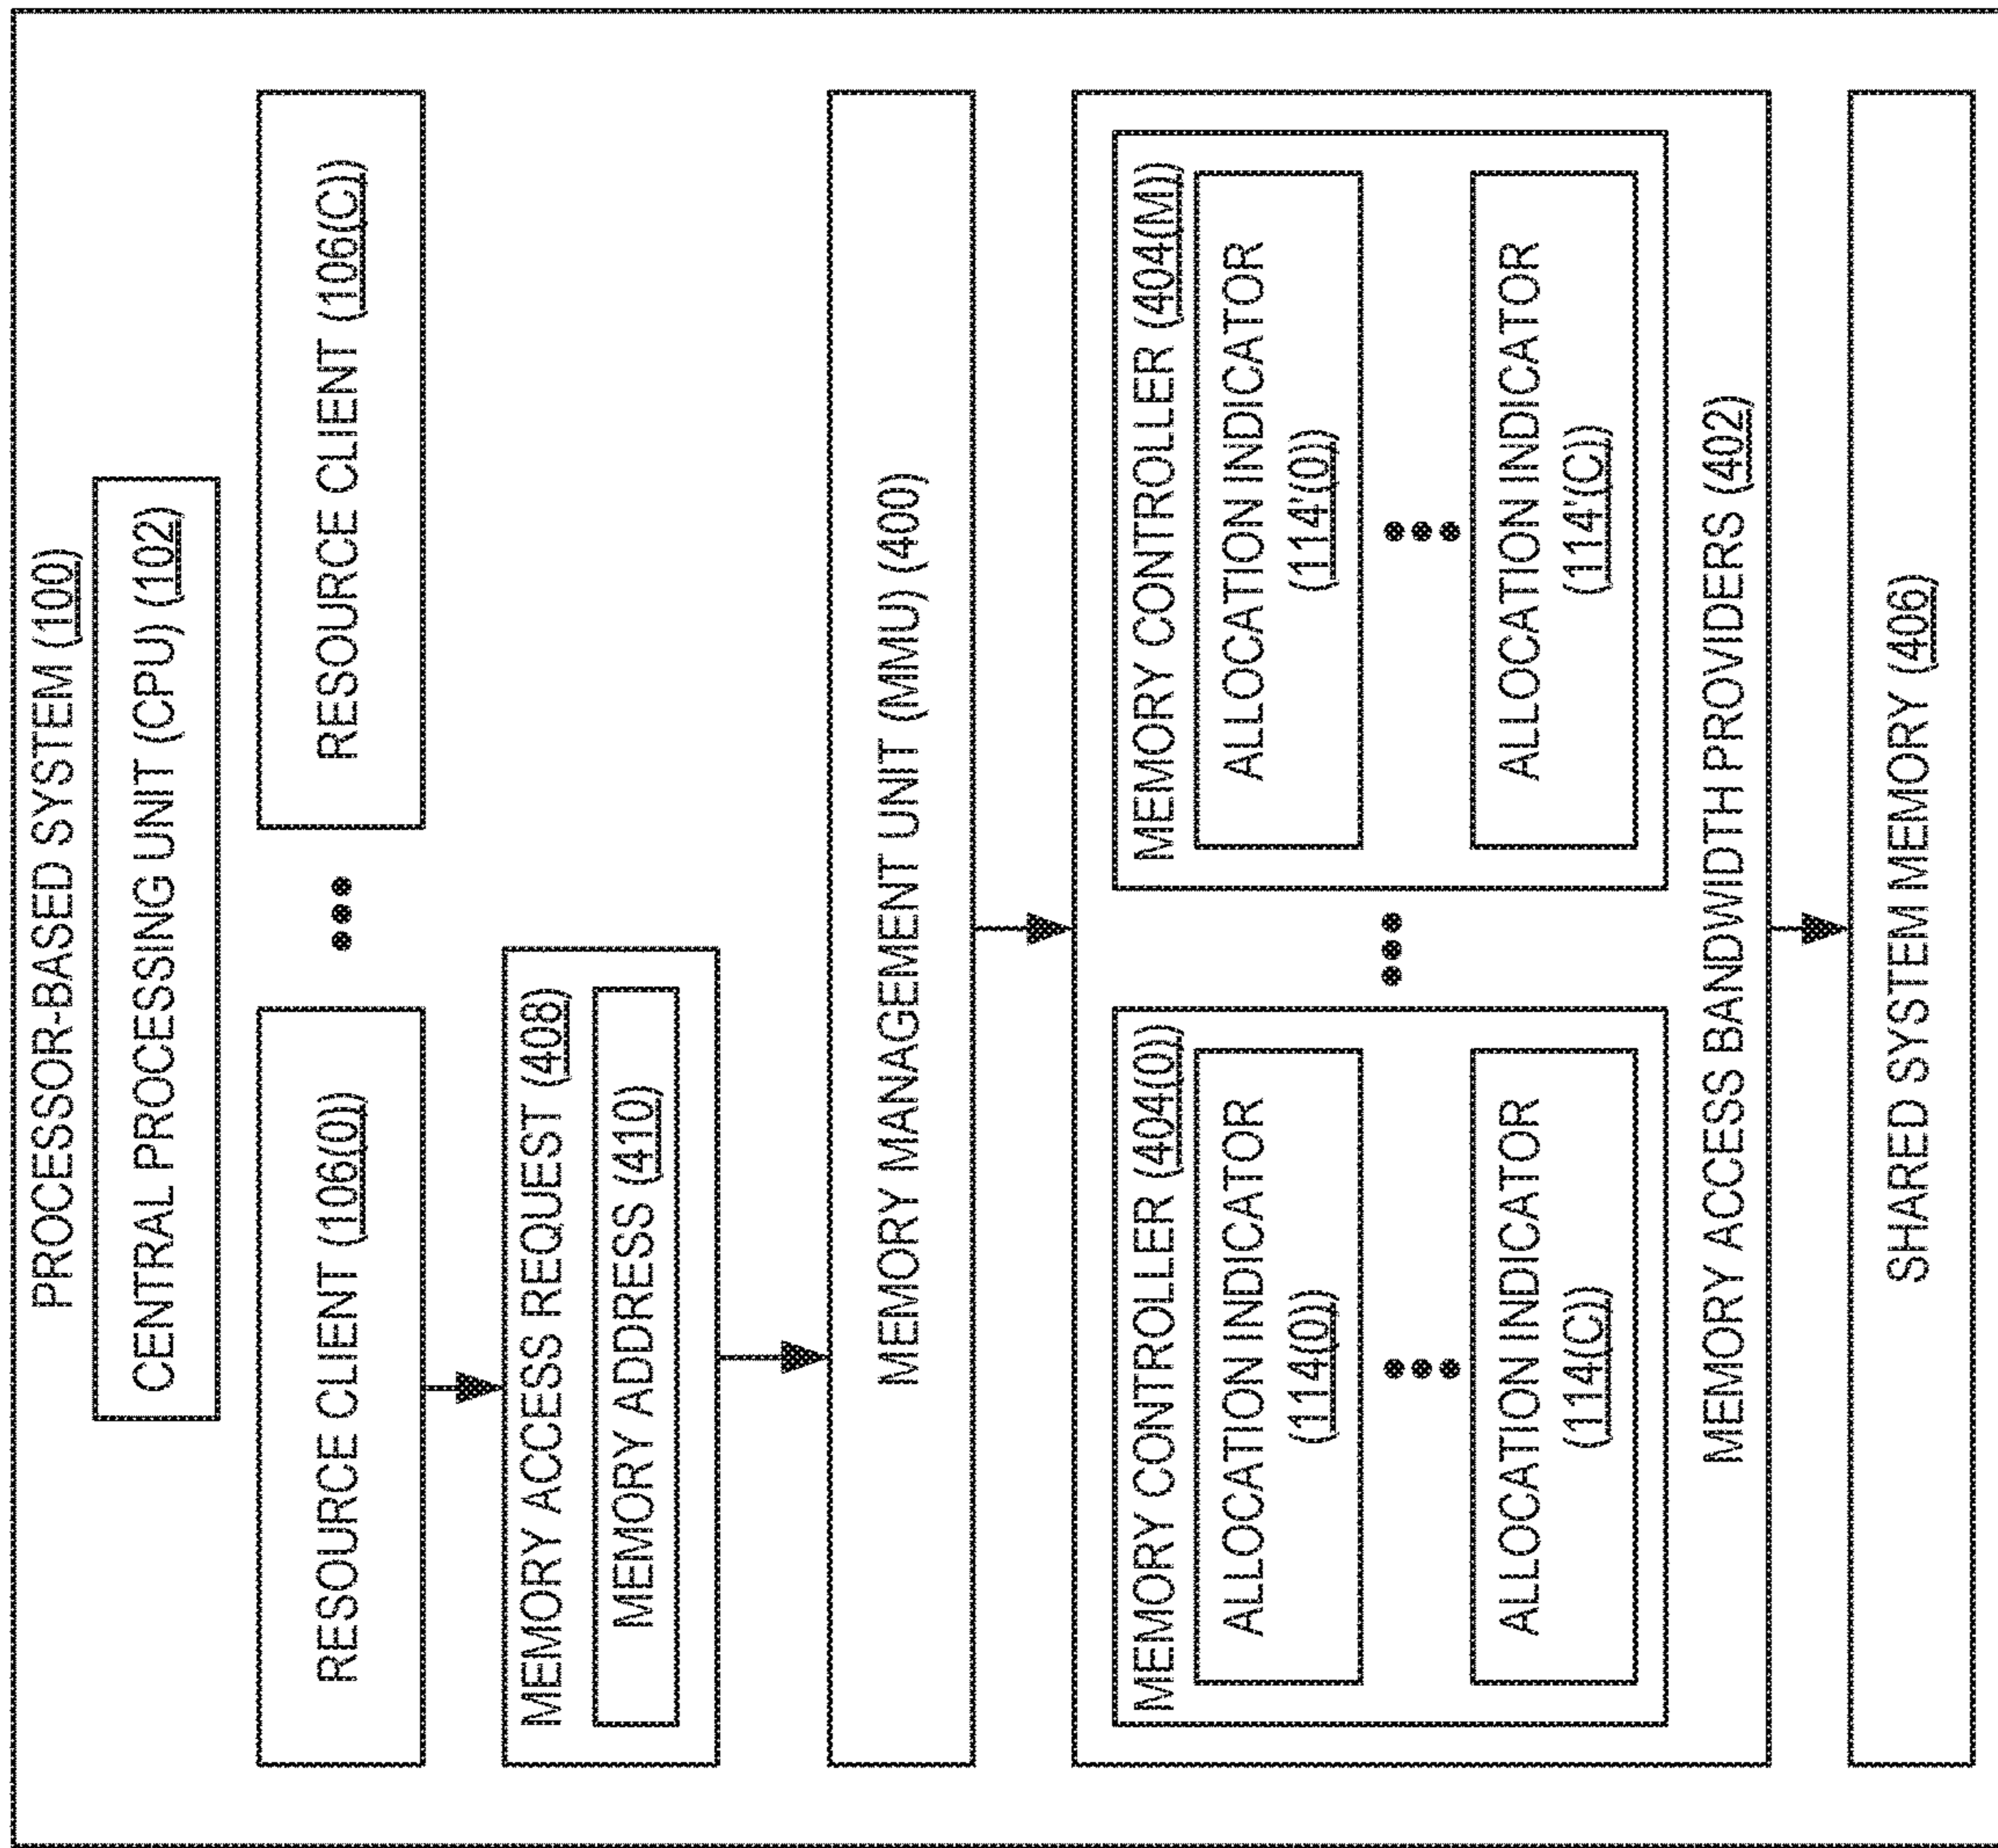 PROCESSOR-BASED SYSTEM (100)
CENTRAL PROCESSING UNIT (CPU) (102)
RESOURCE CLIENT (106(0))
RESOURCE CLIENT (106(C))
MEMORY ACCESS REQUEST (408)
MEMORY ADDRESS (410)
MEMORY MANAGEMENT UNIT (MMU) (400)
MEMORY CONTROLLER (404(0))
ALLOCATION INDICATOR
(114(0))
ALLOCATION INDICATOR
(114(C))
MEMORY CONTROLLER (404(M))
ALLOCATION INDICATOR
(114'(0))
ALLOCATION INDICATOR
(114'(C))
MEMORY ACCESS BANDWIDTH PROVIDERS (402)
SHARED SYSTEM MEMORY (406)